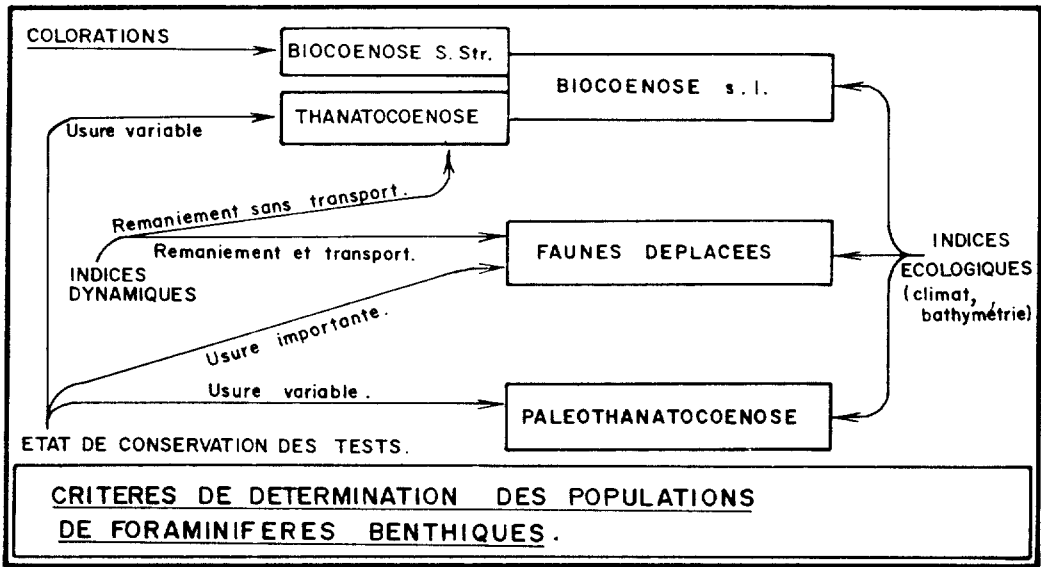 COLORATIONS
BIOCOENOSE S. Str.
BIOCOENOSE s. l.
THANATOCOENOSE
Usure variable
Remaniement sans transport.
Remaniement et transport.
FAUNES DEPLACEES
INDICES
DYNAMIQUES
INDICES
ECOLOGIQUES
(climat,
bathymétrie)
Usure importante.
Usure variable.
PALEOTHANATOCOENOSE
ETAT DE CONSERVATION DES TESTS.
CRITERES DE DETERMINATION DES POPULATIONS
DE FORAMINIFERES BENTHIQUES.